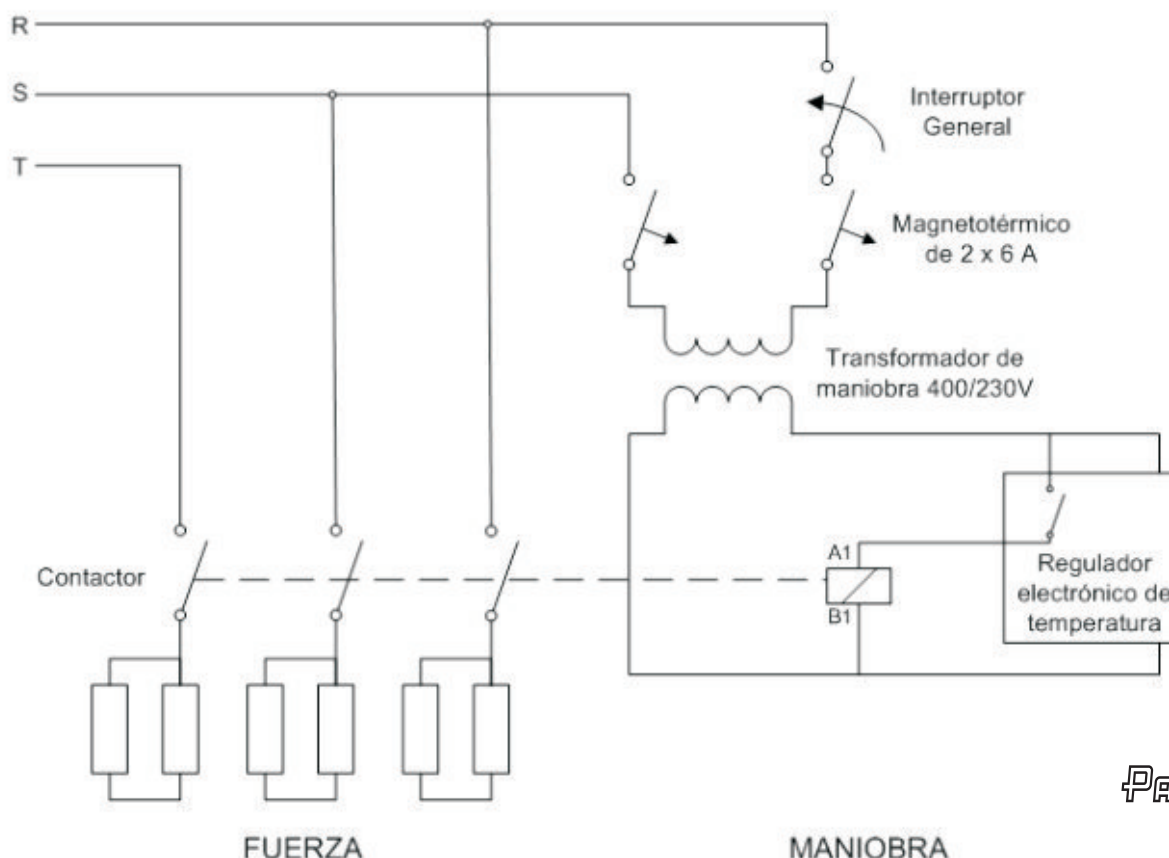 R
S
T
Interruptor
General
Magnetotérmico
de 2 x 6 A
Transformador de
maniobra 400/230V
Contactor
A1
B1
Regulador
electrónico de
temperatura
FUERZA
MANIOBRA